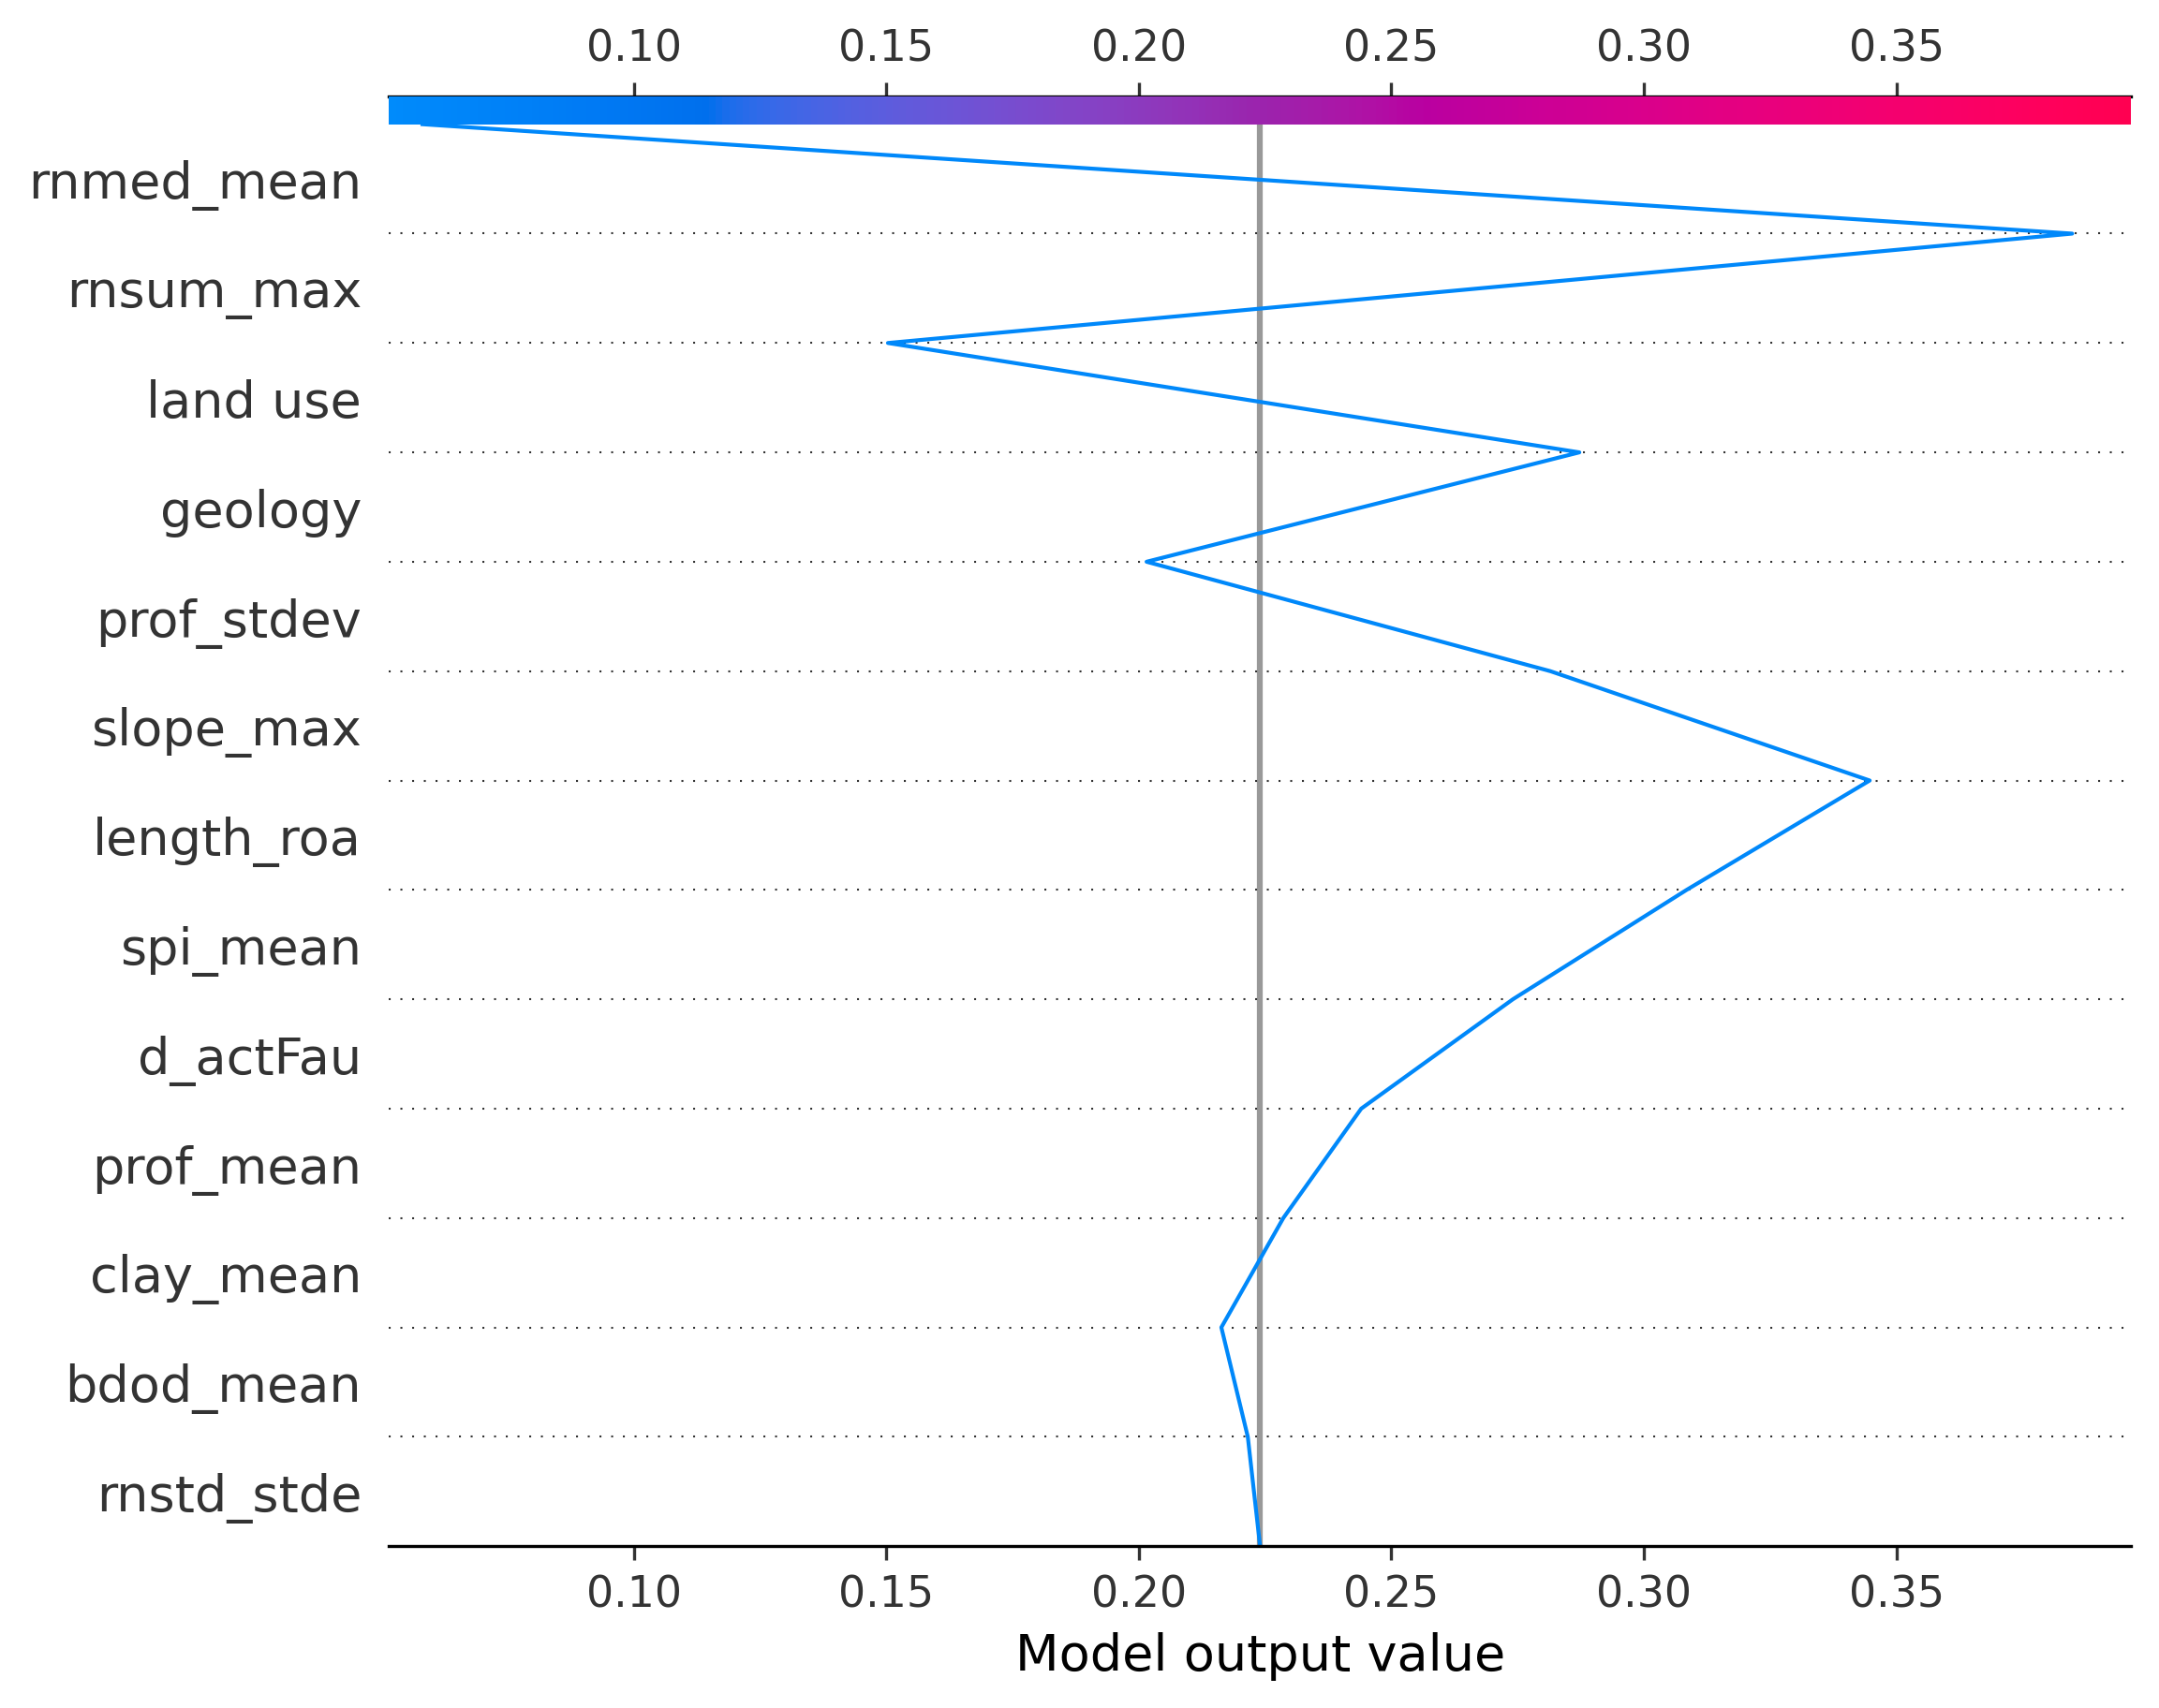 0.10 0.15 0.20 0.25 0.30 0.35
rnmed_mean
rnsum_max
land use
geology
prof_stdev
slope_max
length_roa
spi_mean
d_actFau
prof_mean
clay_mean
bdod_mean
rnstd_stde
0.10 0.15 0.20 0.25 0.30 0.35
Model output value